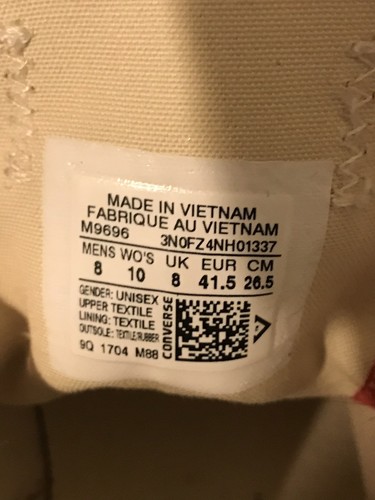 MADE IN VIETNAM
FABRIQUE AU VIETNAM
M9696 3N0FZ4NH01337
MENS WO'S UK EUR CM
8 10 8 41.5 26.5
GENDER: UNISEX
UPPER TEXTILE
LINING: TEXTILE
OUTSOLE: TEXTILE/RUBBER
9Q 1704 M88
CONVERSE